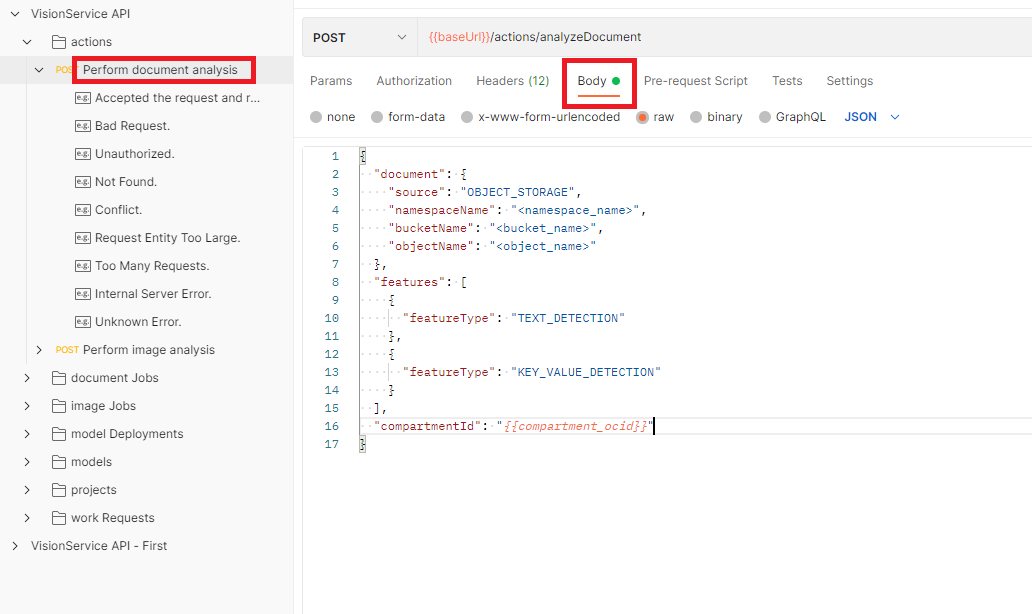 VisionService API
actions
POST Perform document analysis
e.g. Accepted the request and r...
e.g. Bad Request.
e.g. Unauthorized.
e.g. Not Found.
e.g. Conflict.
e.g. Request Entity Too Large.
e.g. Too Many Requests.
e.g. Internal Server Error.
e.g. Unknown Error.
POST Perform image analysis
document Jobs
image Jobs
model Deployments
models
projects
work Requests
VisionService API - First
POST {{baseUrl}}/actions/analyzeDocument
Params Authorization Headers (12) Body Pre-request Script Tests Settings
none form-data x-www-form-urlencoded raw binary GraphQL JSON
1 {
2 "document": {
3 "source": "OBJECT_STORAGE",
4 "namespaceName": "<namespace_name>",
5 "bucketName": "<bucket_name>",
6 "objectName": "<object_name>"
7 },
8 "features": [
9 {
10 "featureType": "TEXT_DETECTION"
11 },
12 {
13 "featureType": "KEY_VALUE_DETECTION"
14 }
15 ],
16 "compartmentId": "{{compartment_ocid}}"
17 }